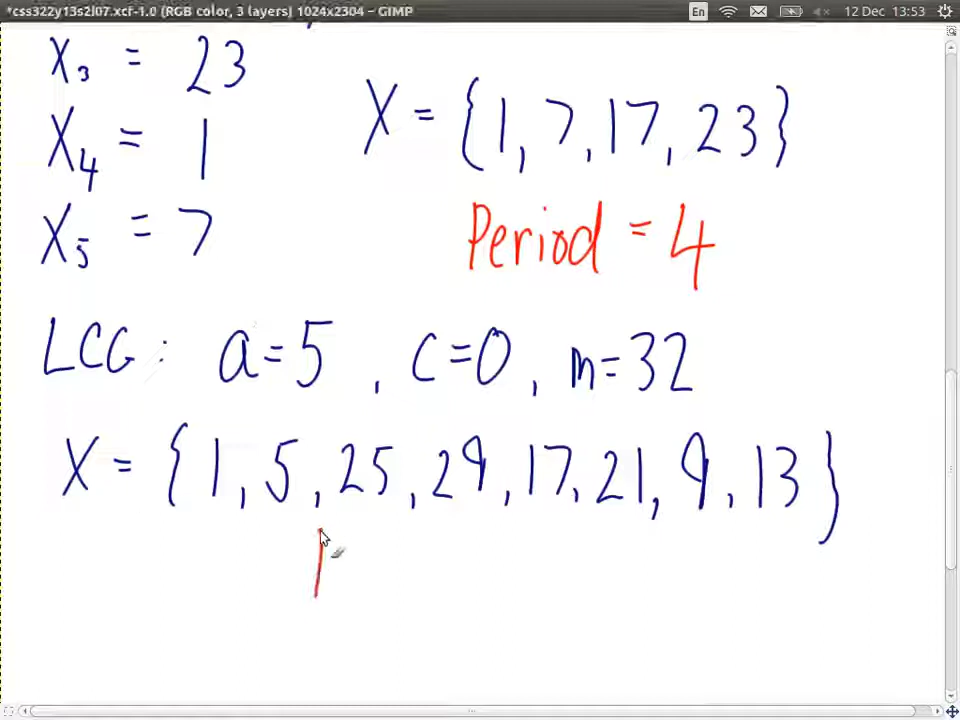 *css322y13s2l07.xcf-1.0 (RGB color, 3 layers) 1024x2304 – GIMP
En
12 Dec 13:53
X3 = 23
X = {1, 7, 17, 23}
X4 = 1
X5 = 7
Period = 4
LCG: a=5, c=0, m=32
X = {1, 5, 25, 29, 17, 21, 9, 13}